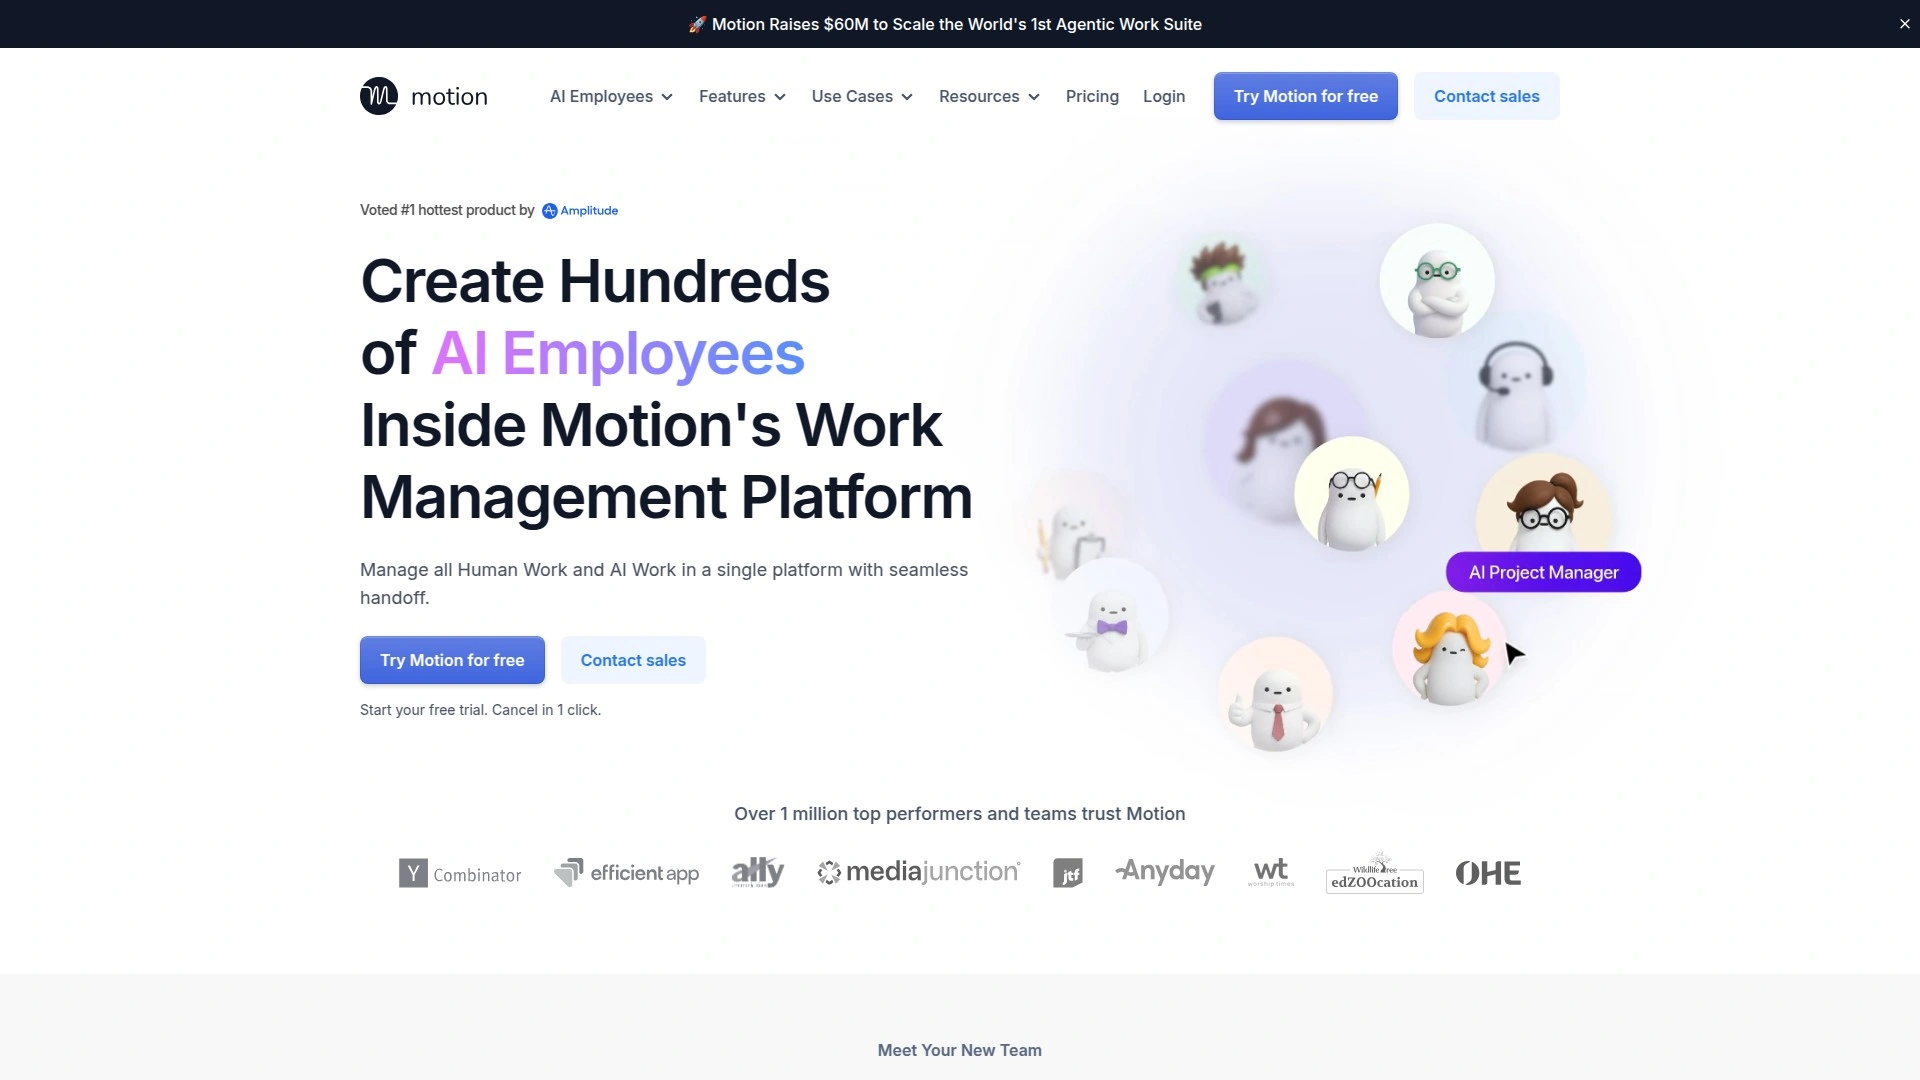 🚀 Motion Raises $60M to Scale the World's 1st Agentic Work Suite
motion
AI Employees
Features
Use Cases
Resources
Pricing
Login
Try Motion for free
Contact sales
Voted #1 hottest product by Amplitude
Create Hundreds
of AI Employees
Inside Motion's Work
Management Platform
Manage all Human Work and AI Work in a single platform with seamless
handoff.
Try Motion for free
Contact sales
Start your free trial. Cancel in 1 click.
AI Project Manager
Over 1 million top performers and teams trust Motion
Y Combinator
efficient app
ally
mediajunction
jtf
Anyday
wt
worship times
Wildlife Tree
edZOOcation
OHE
Meet Your New Team